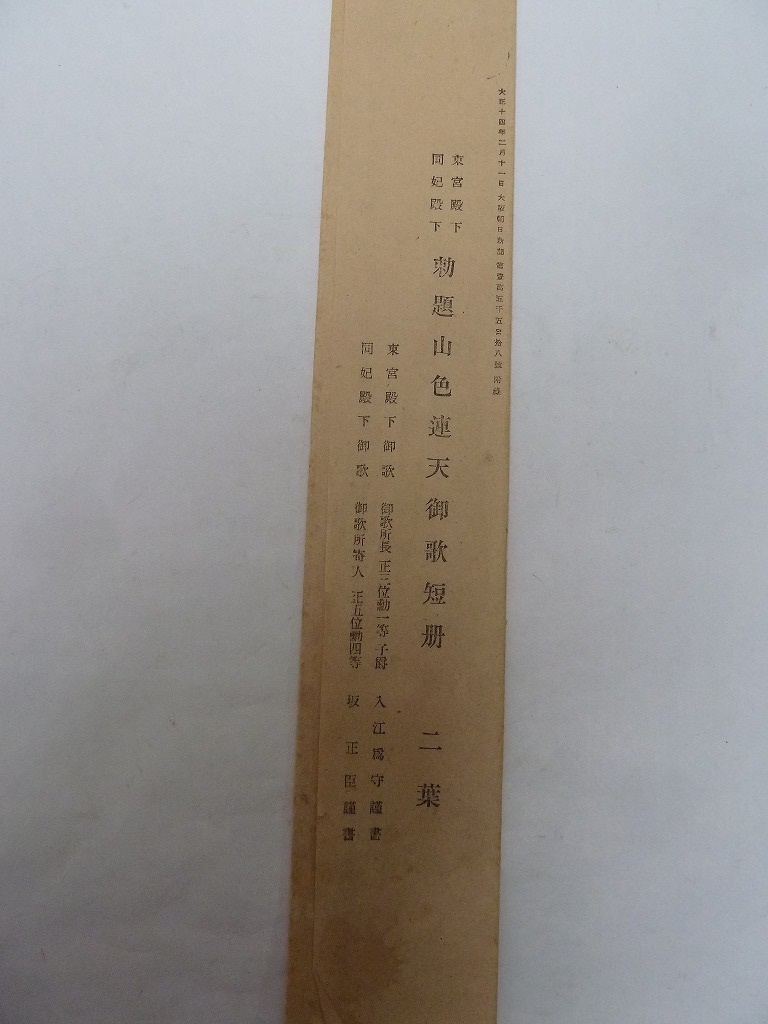 大正十四年二月十一日 大阪朝日新聞 第壹萬五千五百拾八號 附錄
東宮殿下
同妃殿下
勅題山色連天御歌短册 二葉
東宮殿下御歌 御歌所長 正三位勳一等 子爵 入江爲守謹書
同妃殿下御歌 御歌所寄人 正五位勳四等 坂正臣謹書